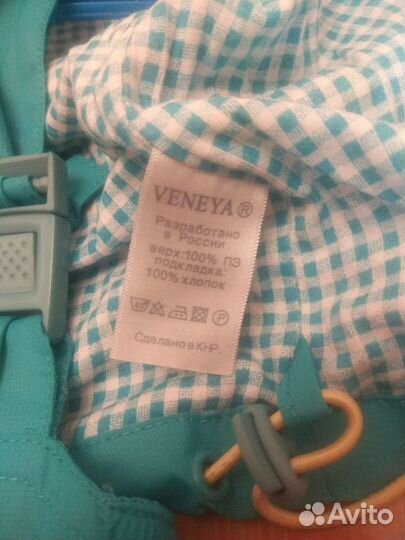 VENEYA ®
Разработано
в России.
верх:100% ПЭ
подкладка:
100% хлопок
Сделано в КНР.
Avito